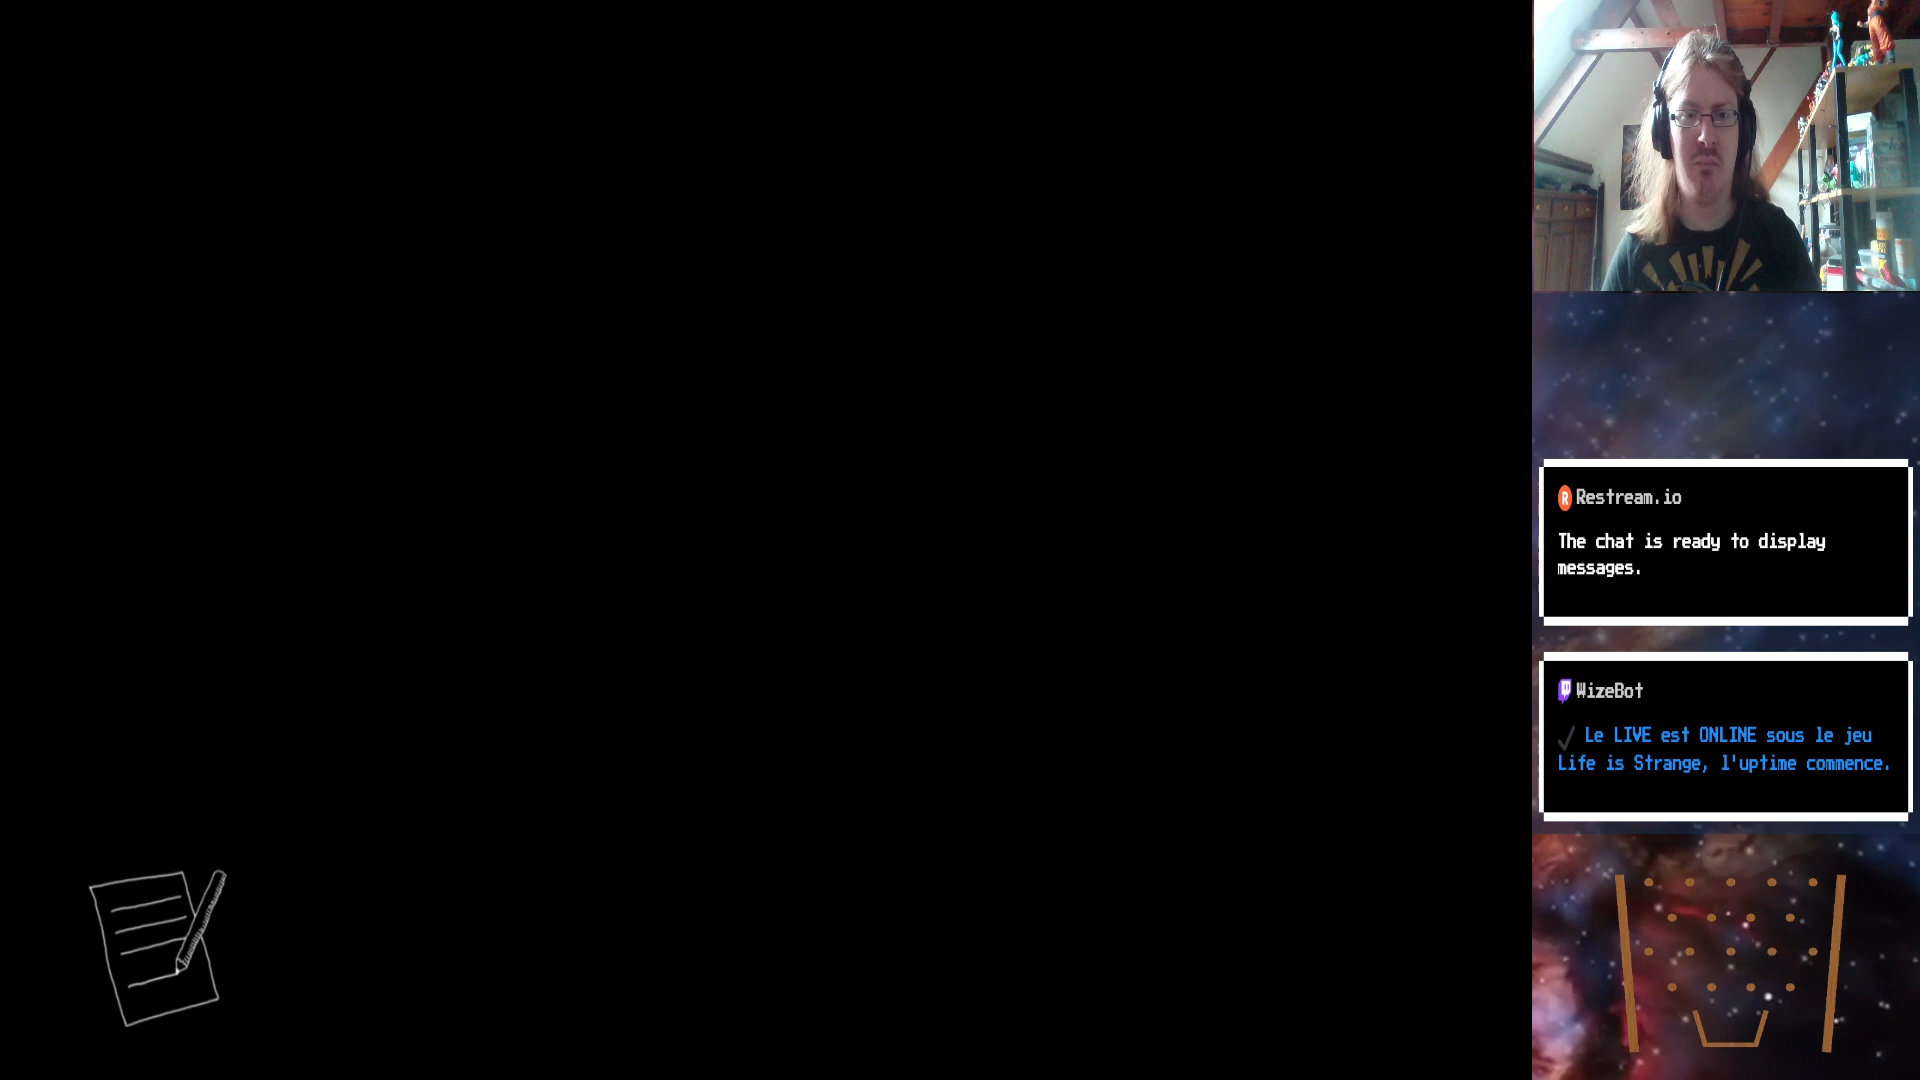 Restream.io
The chat is ready to display
messages.
WizeBot
Le LIVE est ONLINE sous le jeu
Life is Strange, l'uptime commence.